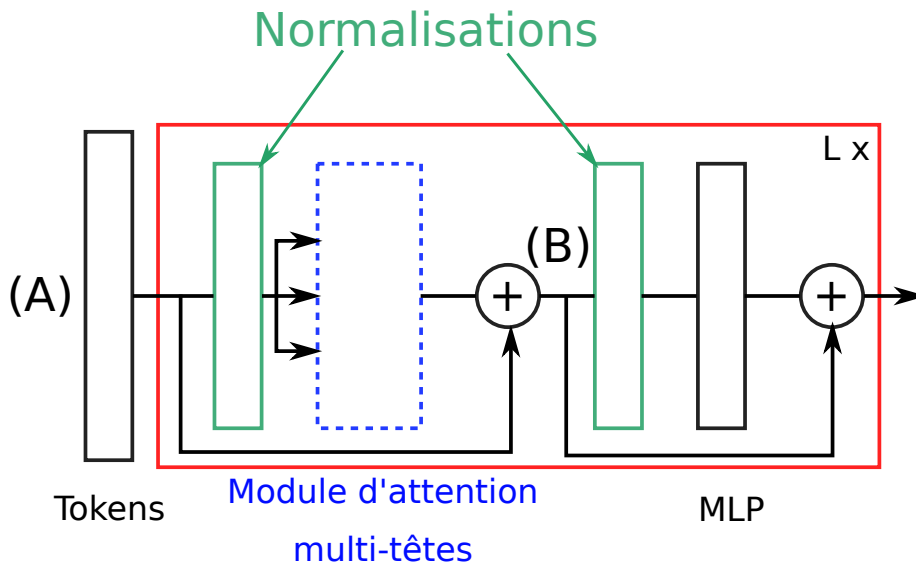 Normalisations
L x
(A)
+
(B)
+
Tokens
Module d'attention
multi-têtes
MLP